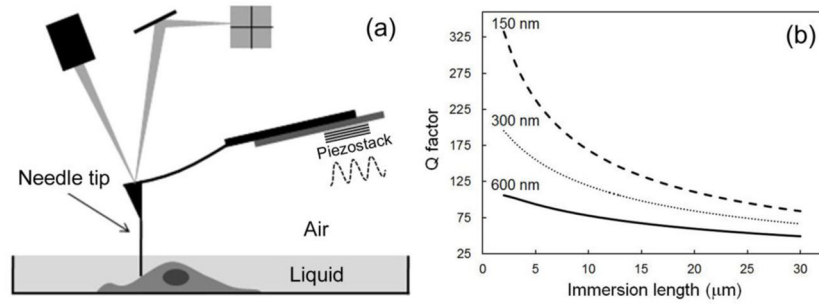 (a)
Piezostack
Needle tip
Air
Liquid
(b)
Q factor
325
275
225
175
125
75
25
150 nm
300 nm
600 nm
0 5 10 15 20 25 30
Immersion length (μm)